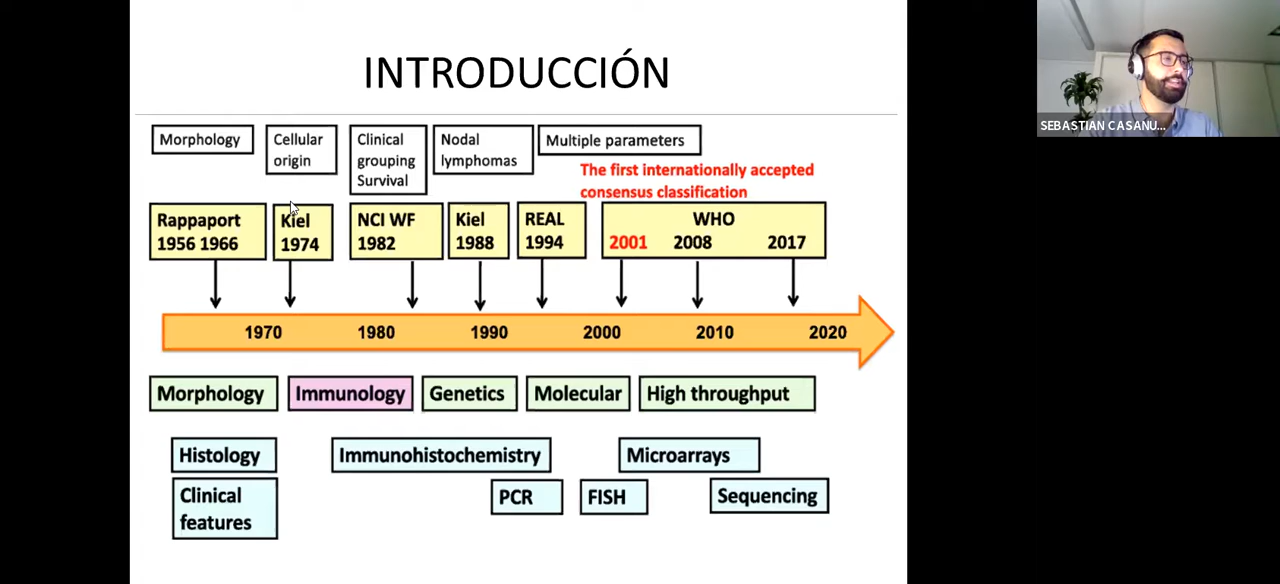 INTRODUCCIÓN
SEBASTIAN CASANU...
Morphology
Cellular
origin
Clinical
grouping
Survival
Nodal
lymphomas
Multiple parameters
The first internationally accepted
consensus classification
Rappaport
1956 1966
Kiel
1974
NCI WF
1982
Kiel
1988
REAL
1994
WHO
2001 2008 2017
1970 1980 1990 2000 2010 2020
Morphology
Immunology
Genetics
Molecular
High throughput
Histology
Immunohistochemistry
Microarrays
Clinical
features
PCR
FISH
Sequencing